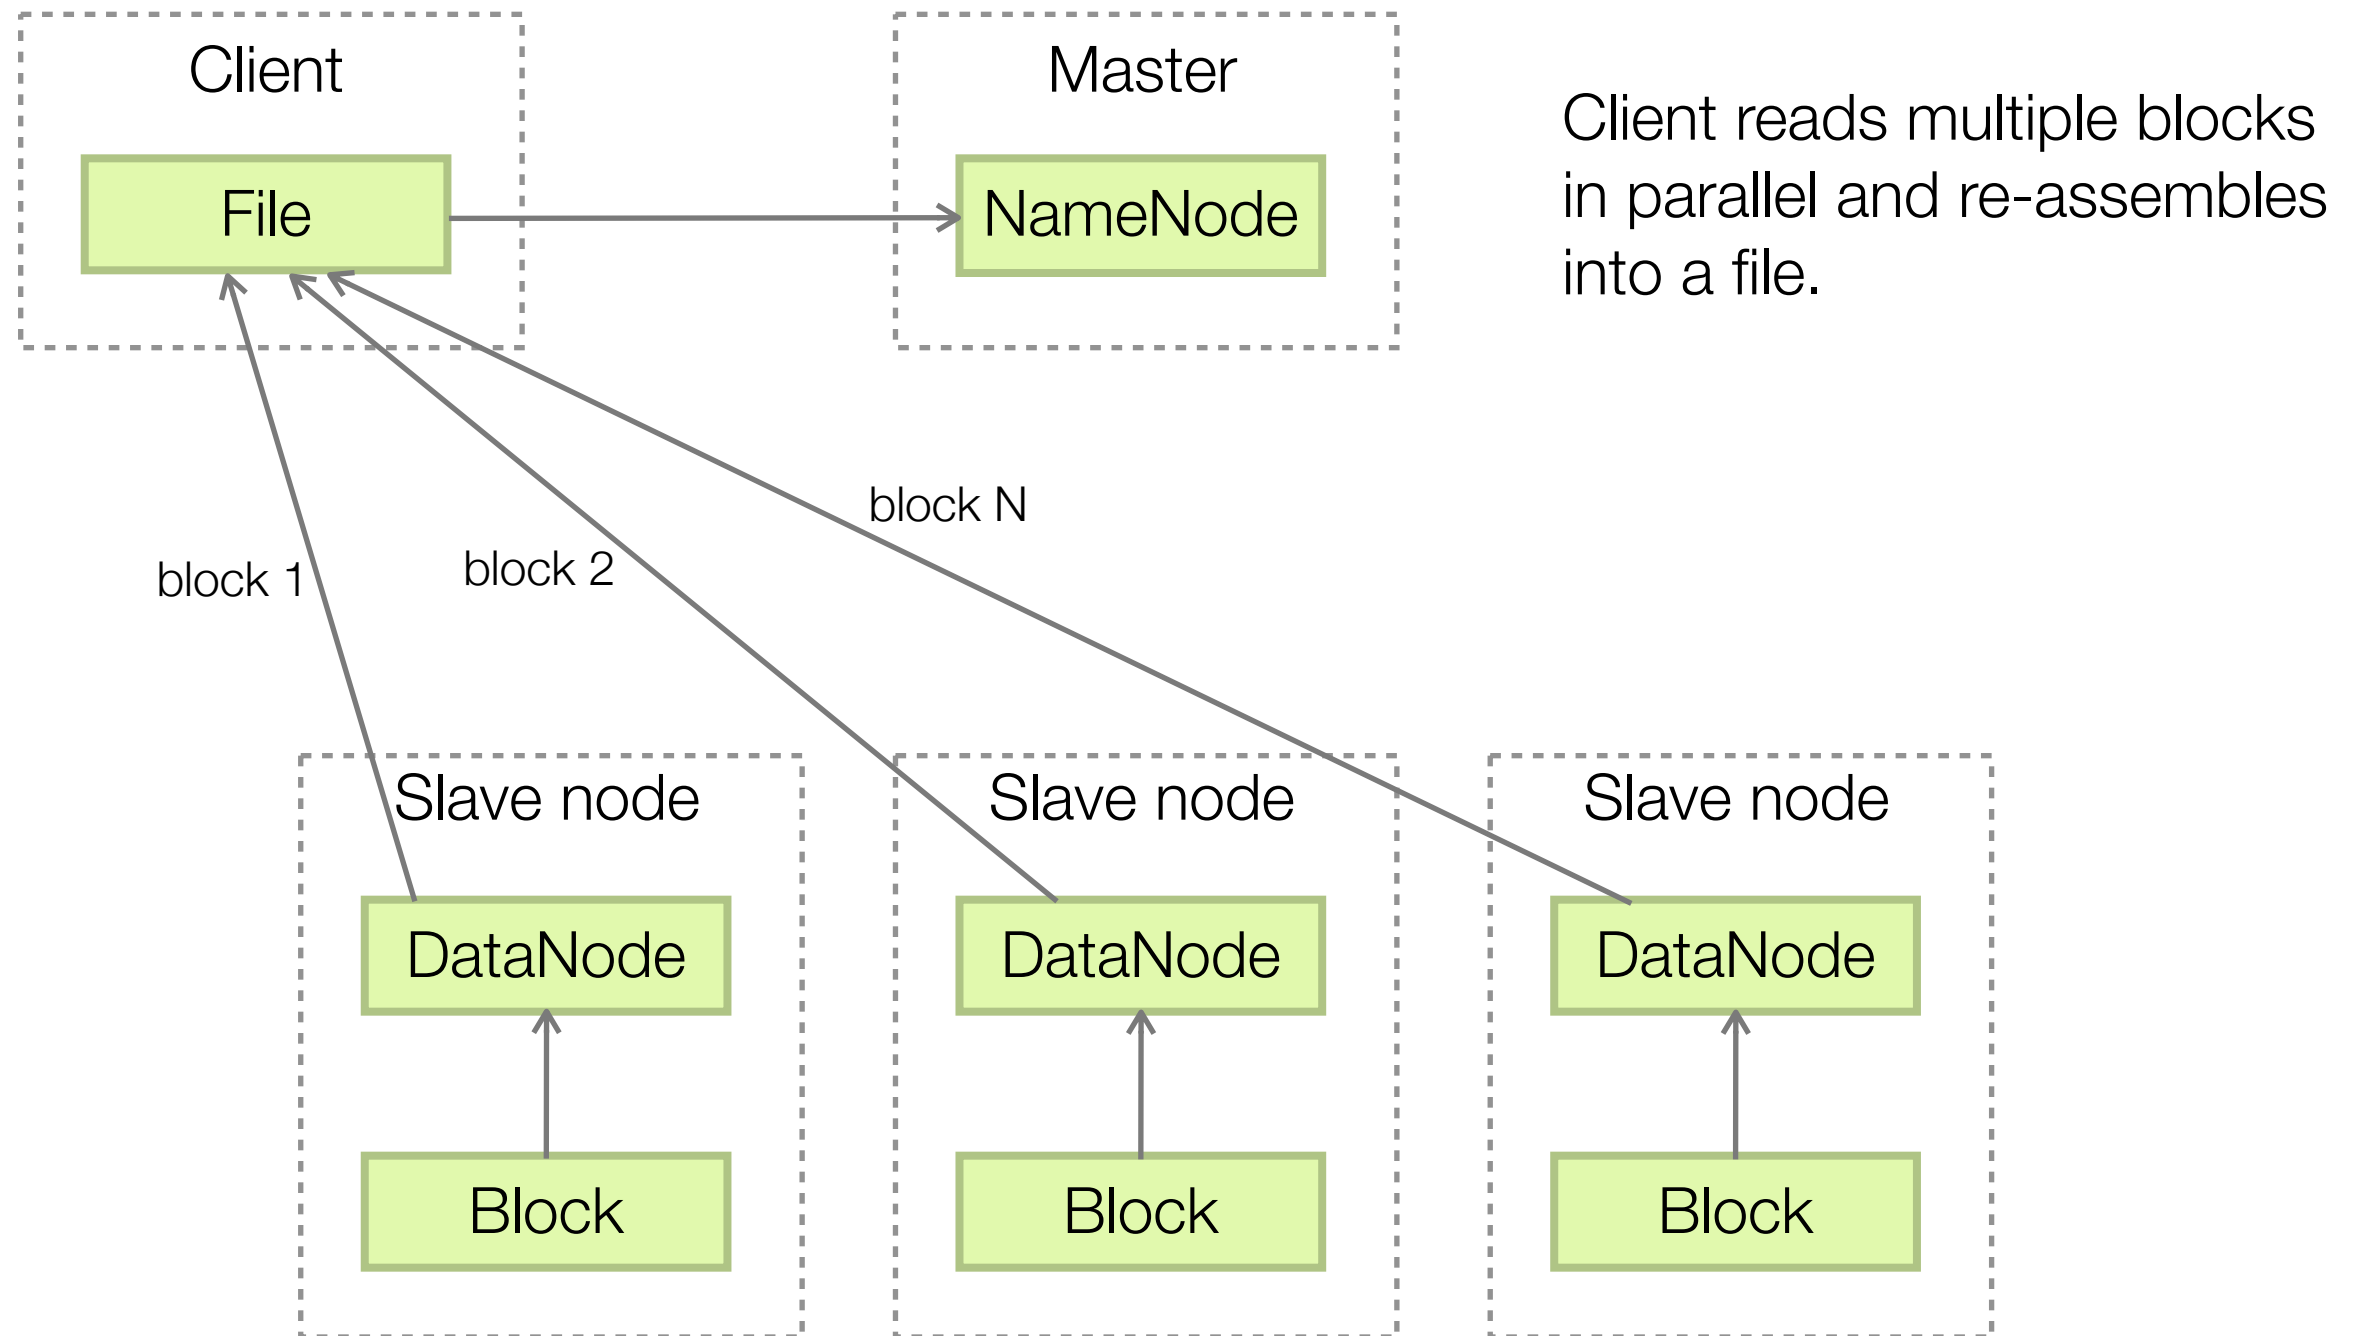 Client
Master
Client reads multiple blocks
in parallel and re-assembles
into a file.
File
NameNode
block N
block 1
block 2
Slave node
Slave node
Slave node
DataNode
DataNode
DataNode
Block
Block
Block